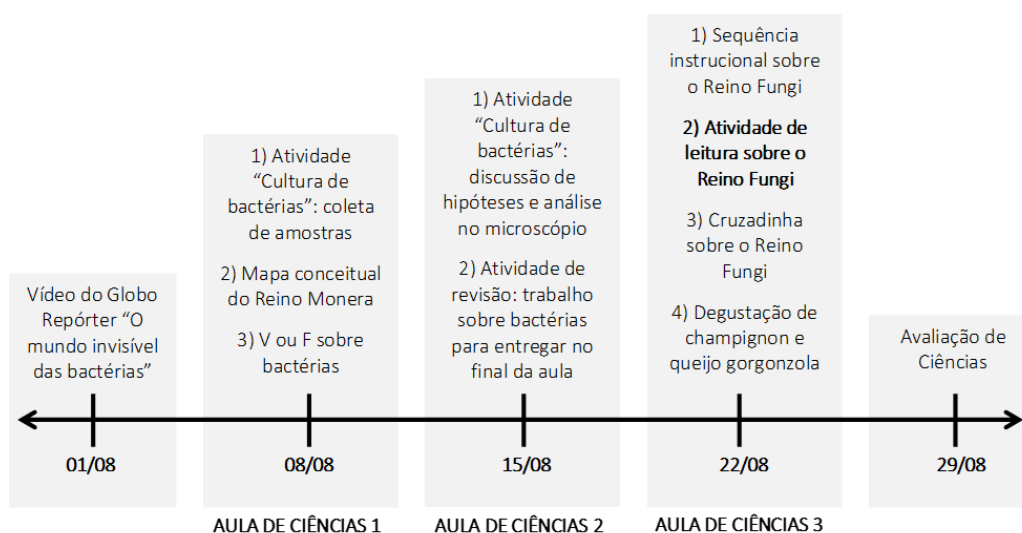 Vídeo do Globo
Repórter “O
mundo invisível
das bactérias”
01/08
1) Atividade
“Cultura de
bactérias”: coleta
de amostras
2) Mapa conceitual
do Reino Monera
3) V ou F sobre
bactérias
08/08
AULA DE CIÊNCIAS 1
1) Atividade
“Cultura de
bactérias”:
discussão de
hipóteses e análise
no microscópio
2) Atividade de
revisão: trabalho
sobre bactérias
para entregar no
final da aula
15/08
AULA DE CIÊNCIAS 2
1) Sequência
instrucional sobre
o Reino Fungi
2) Atividade de
leitura sobre o
Reino Fungi
3) Cruzadinha
sobre o Reino
Fungi
4) Degustação de
champignon e
queijo gorgonzola
22/08
AULA DE CIÊNCIAS 3
Avaliação de
Ciências
29/08